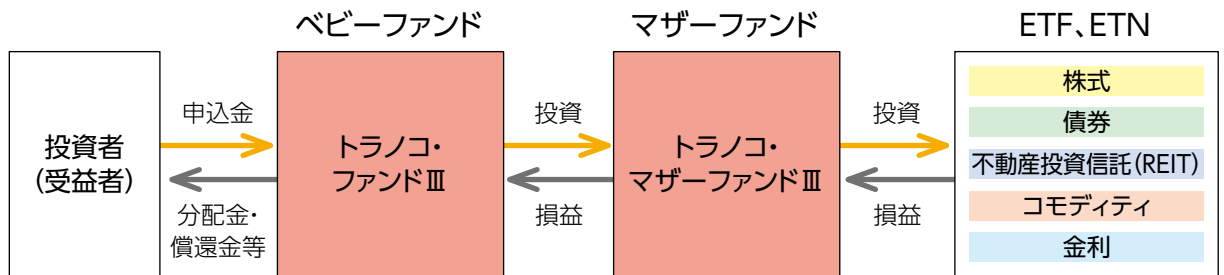 ベビーファンド
マザーファンド
ETF、ETN
投資者
(受益者)
申込金
分配金・
償還金等
トラノコ・
ファンドⅢ
投資
損益
トラノコ・
マザーファンドⅢ
投資
損益
株式
債券
不動産投資信託(REIT)
コモディティ
金利